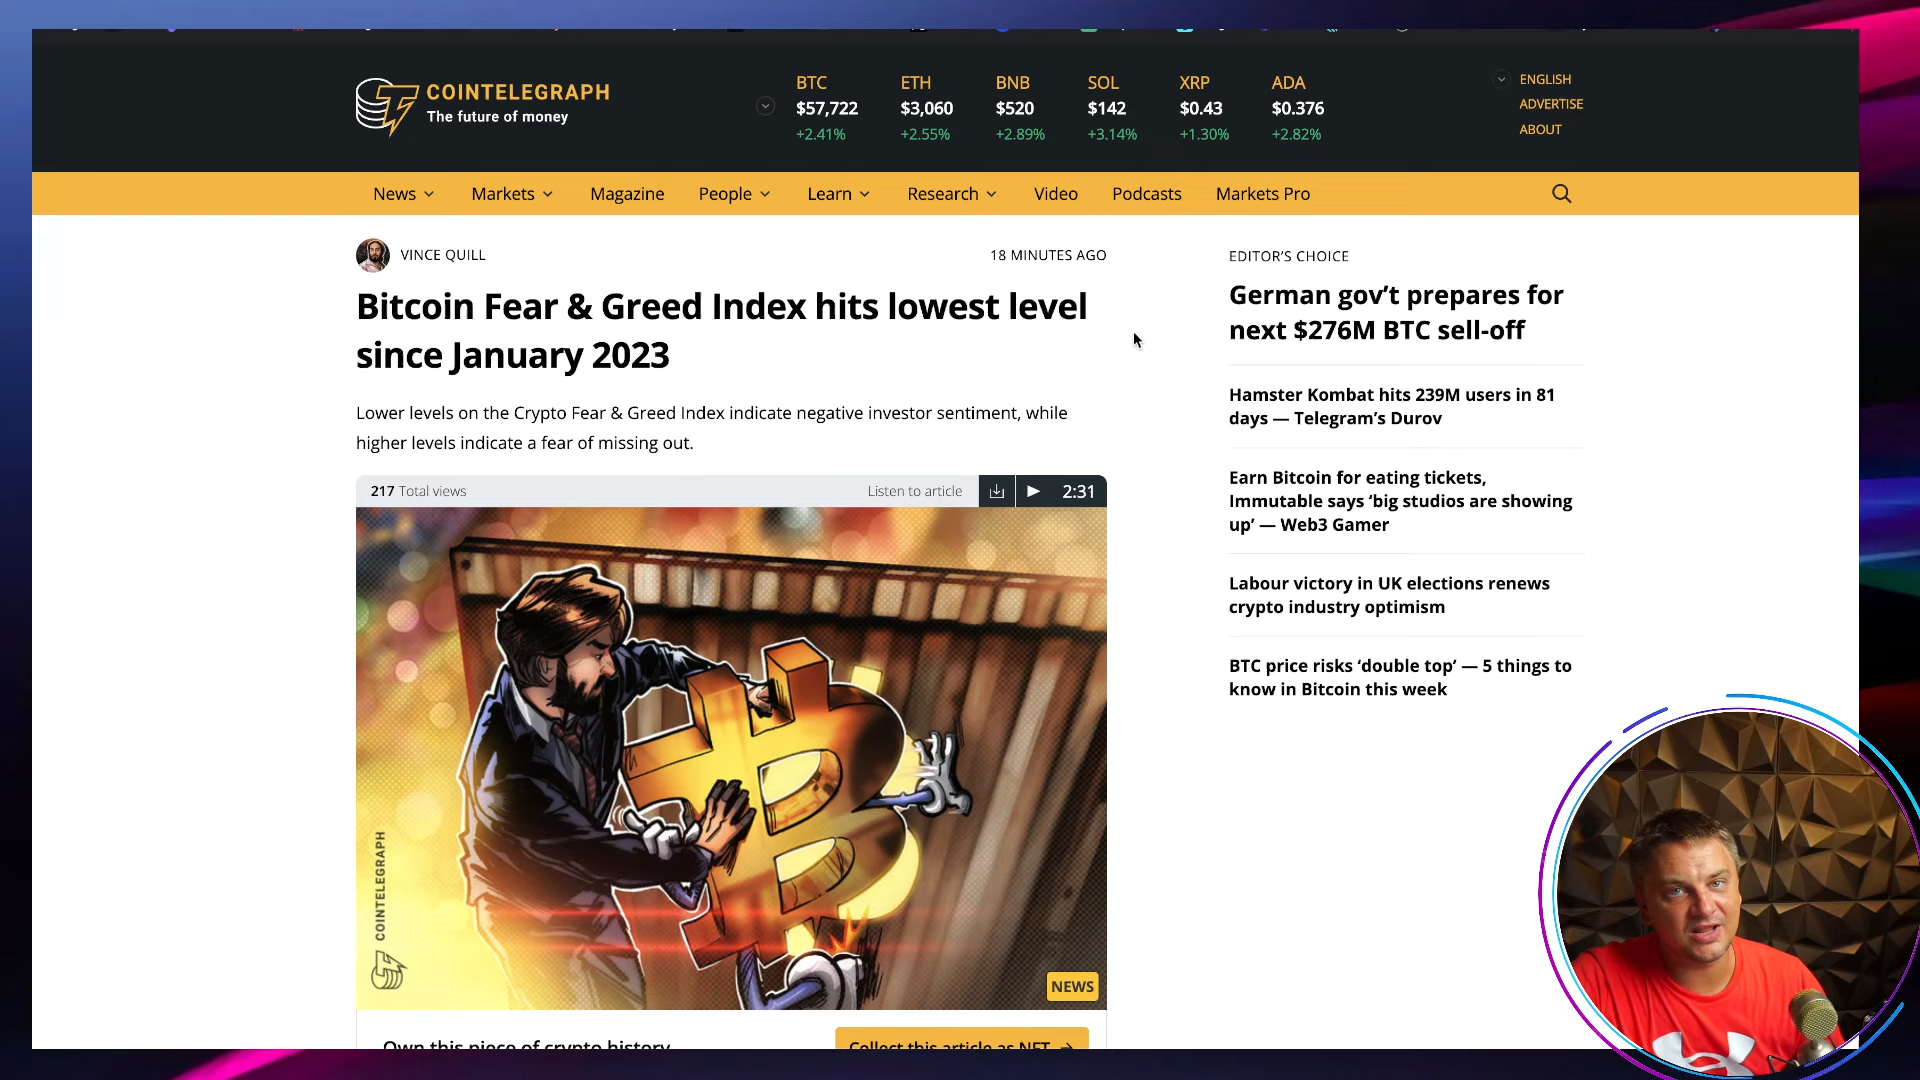 COINTELEGRAPH
The future of money
BTC
$57,722
+2.41%
ETH
$3,060
+2.55%
BNB
$520
+2.89%
SOL
$142
+3.14%
XRP
$0.43
+1.30%
ADA
$0.376
+2.82%
ENGLISH
ADVERTISE
ABOUT
News
Markets
Magazine
People
Learn
Research
Video
Podcasts
Markets Pro
VINCE QUILL
18 MINUTES AGO
Bitcoin Fear & Greed Index hits lowest level
since January 2023
Lower levels on the Crypto Fear & Greed Index indicate negative investor sentiment, while
higher levels indicate a fear of missing out.
217 Total views
Listen to article
2:31
COINTELEGRAPH
NEWS
Own this piece of crypto history
Collect this article as NFT
EDITOR'S CHOICE
German gov't prepares for
next $276M BTC sell-off
Hamster Kombat hits 239M users in 81
days — Telegram's Durov
Earn Bitcoin for eating tickets,
Immutable says 'big studios are showing
up' — Web3 Gamer
Labour victory in UK elections renews
crypto industry optimism
BTC price risks 'double top' — 5 things to
know in Bitcoin this week